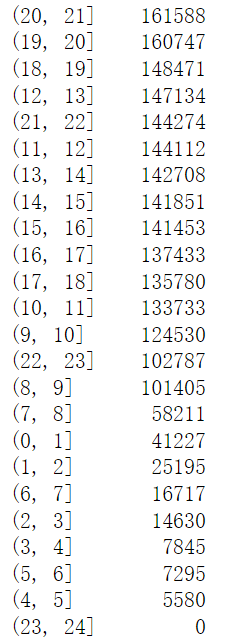 (20, 21]    161588
(19, 20]    160747
(18, 19]    148471
(12, 13]    147134
(21, 22]    144274
(11, 12]    144112
(13, 14]    142708
(14, 15]    141851
(15, 16]    141453
(16, 17]    137433
(17, 18]    135780
(10, 11]    133733
(9, 10]     124530
(22, 23]    102787
(8, 9]      101405
(7, 8]       58211
(0, 1]       41227
(1, 2]       25195
(6, 7]       16717
(2, 3]       14630
(3, 4]        7845
(5, 6]        7295
(4, 5]        5580
(23, 24]         0